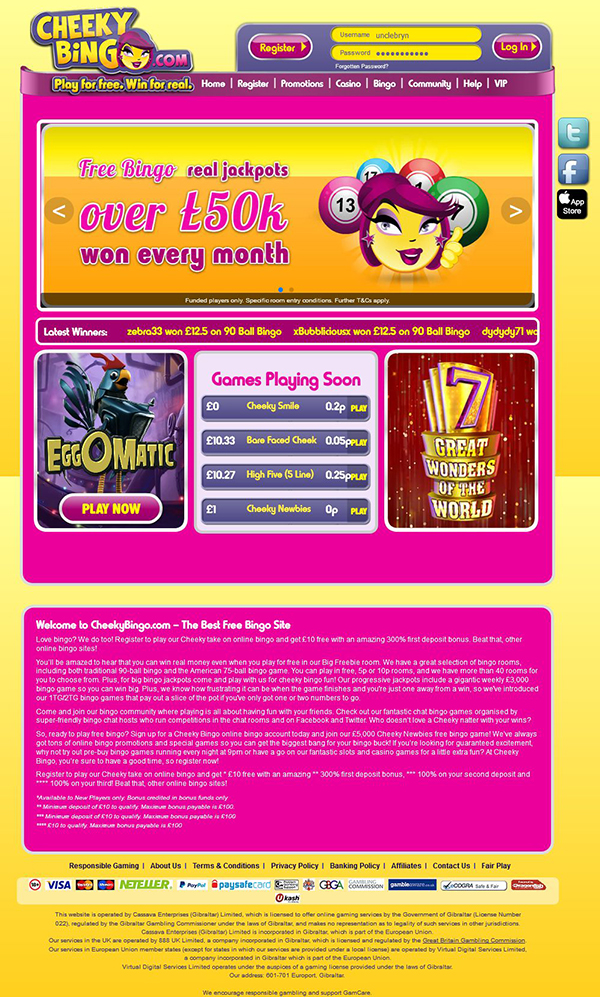 CHEEKY
BiNGO.COM
Play for free. Win for real.
Register
Username unclebryn
Password ●●●●●●●●●●●
Log In
Forgotten Password?
Home | Register | Promotions | Casino | Bingo | Community | Help | VIP
Free Bingo real jackpots
over £50k
won every month
13
17
<
>
Funded players only. Specific room entry conditions. Further T&Cs apply.
App
Store
Latest Winners: zebra33 won £12.5 on 90 Ball Bingo xBubbliciousx won £12.5 on 90 Ball Bingo dydydy71 wo
EGGOMATIC
PLAY NOW
Games Playing Soon
£0 Cheeky Smile 0.2p PLAY
£10.33 Bare Faced Cheek 0.05p PLAY
£10.27 High Five (5 Line) 0.25p PLAY
£1 Cheeky Newbies 0p PLAY
7
GREAT
WONDERS
OF THE
WORLD
Welcome to CheekyBingo.com – The Best Free Bingo Site
Love bingo? We do too! Register to play our Cheeky take on online bingo and get £10 free with an amazing 300% first deposit bonus. Beat that, other
online bingo sites!
You'll be amazed to hear that you can win real money even when you play for free in our Big Freebie room. We have a great selection of bingo rooms,
including both traditional 90-ball bingo and the American 75-ball bingo game. You can play in free, 5p or 10p rooms, and we have more than 40 rooms for
you to choose from. Plus, for big bingo jackpots come and play with us for cheeky bingo fun! Our progressive jackpots include a gigantic weekly £3,000
bingo game so you can win big. Plus, we know how frustrating it can be when the game finishes and you're just one away from a win, so we've introduced
our 1TG/2TG bingo games that pay out a slice of the pot if you've only got one or two numbers to go.
Come and join our bingo community where playing is all about having fun with your friends. Check out our fantastic chat bingo games organised by
super-friendly bingo chat hosts who run competitions in the chat rooms and on Facebook and Twitter. Who doesn't love a Cheeky natter with your wins?
So, ready to play free bingo? Sign up for a Cheeky Bingo online bingo account today and join our £5,000 Cheeky Newbies free bingo game! We've always
got tons of online bingo promotions and special games so you can get the biggest bang for your bingo buck! If you're looking for guaranteed excitement,
why not try out pre-buy bingo games running every night at 9pm or have a go on our fantastic slots and casino games for a little extra fun? At Cheeky
Bingo, you're sure to have a good time, so register now!
Register to play our Cheeky take on online bingo and get * £10 free with an amazing ** 300% first deposit bonus, *** 100% on your second deposit and
**** 100% on your third! Beat that, other online bingo sites!
*Available to New Players only. Bonus credited in bonus funds only
** Minimum deposit of £10 to qualify. Maximum bonus payable is £100.
*** Minimum deposit of £10 to qualify. Maximum bonus payable is £100
**** £10 to qualify. Maximum bonus payable is £100
Responsible Gaming | About Us | Terms & Conditions | Privacy Policy | Banking Policy | Affiliates | Contact Us | Fair Play
18+ VISA NETELLER PayPal paysafecard GBGA GAMBLING COMMISSION gambleaware.co.uk eCOGRA Safe & Fair Dragonfish
Ukash
This website is operated by Cassava Enterprises (Gibraltar) Limited, which is licensed to offer online gaming services by the Government of Gibraltar (License Number
022), regulated by the Gibraltar Gambling Commissioner under the laws of Gibraltar, and makes no representation as to legality of such services in other jurisdictions.
Cassava Enterprises (Gibraltar) Limited is incorporated in Gibraltar, which is part of the European Union.
Our services in the UK are operated by 888 UK Limited, a company incorporated in Gibraltar, which is licensed and regulated by the Great Britain Gambling Commission.
Our services in European Union member states (except for states in which our services are provided under a local license) are operated by Virtual Digital Services Limited,
a company incorporated in Gibraltar which is part of the European Union.
Virtual Digital Services Limited operates under the auspices of a gaming license provided under the laws of Gibraltar.
Our address: 601-701 Europort, Gibraltar.
We encourage responsible gambling and support GamCare.